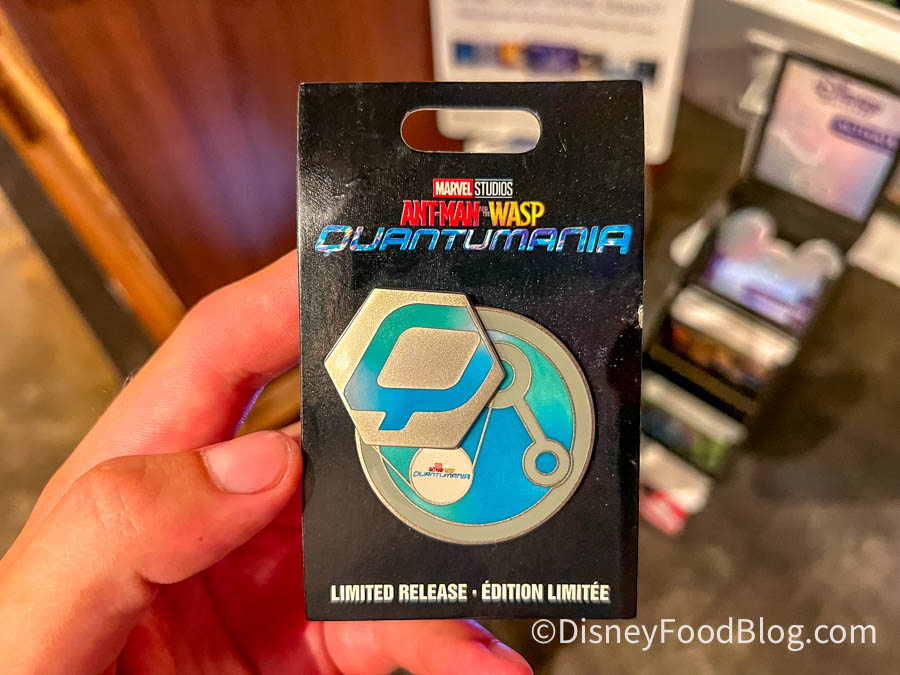 MARVEL STUDIOS
ANT-MAN AND THE WASP
QUANTUMANIA
QUANTUMANIA
LIMITED RELEASE · ÉDITION LIMITÉE
©DisneyFoodBlog.com